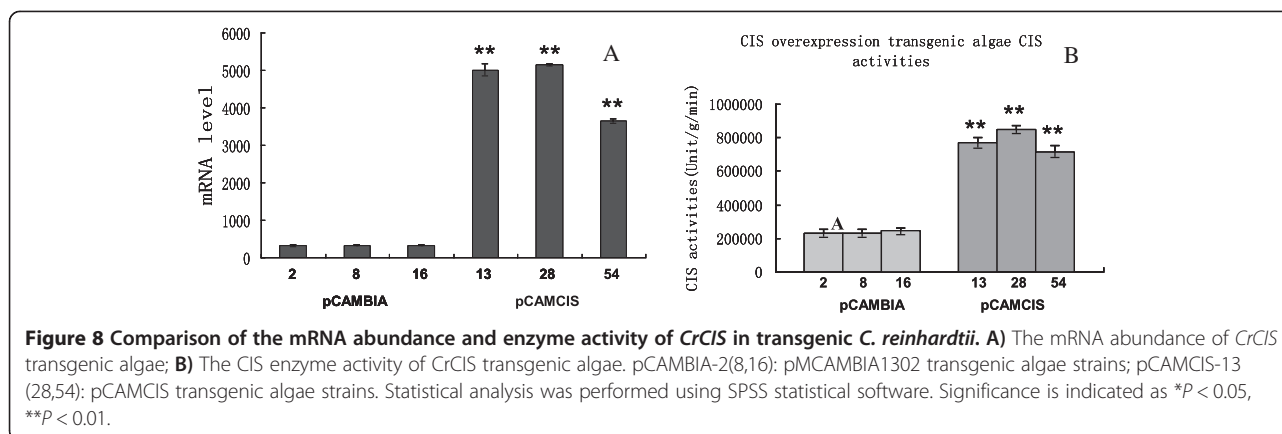 6000
5000
4000
3000
2000
1000
0
mRNA level
** ** **
A
2 8 16 13 28 54
pCAMBIA pCAMCIS
CIS overexpression transgenic algae CIS
activities
B
1000000
800000
600000
400000
200000
0
CIS activities(Unit/g/min)
A
** ** **
2 8 16 13 28 54
pCAMBIA pCAMCIS
Figure 8 Comparison of the mRNA abundance and enzyme activity of CrCIS in transgenic C. reinhardtii. A) The mRNA abundance of CrCIS
transgenic algae; B) The CIS enzyme activity of CrCIS transgenic algae. pCAMBIA-2(8,16): pMCAMBIA1302 transgenic algae strains; pCAMCIS-13
(28,54): pCAMCIS transgenic algae strains. Statistical analysis was performed using SPSS statistical software. Significance is indicated as *P < 0.05,
**P < 0.01.